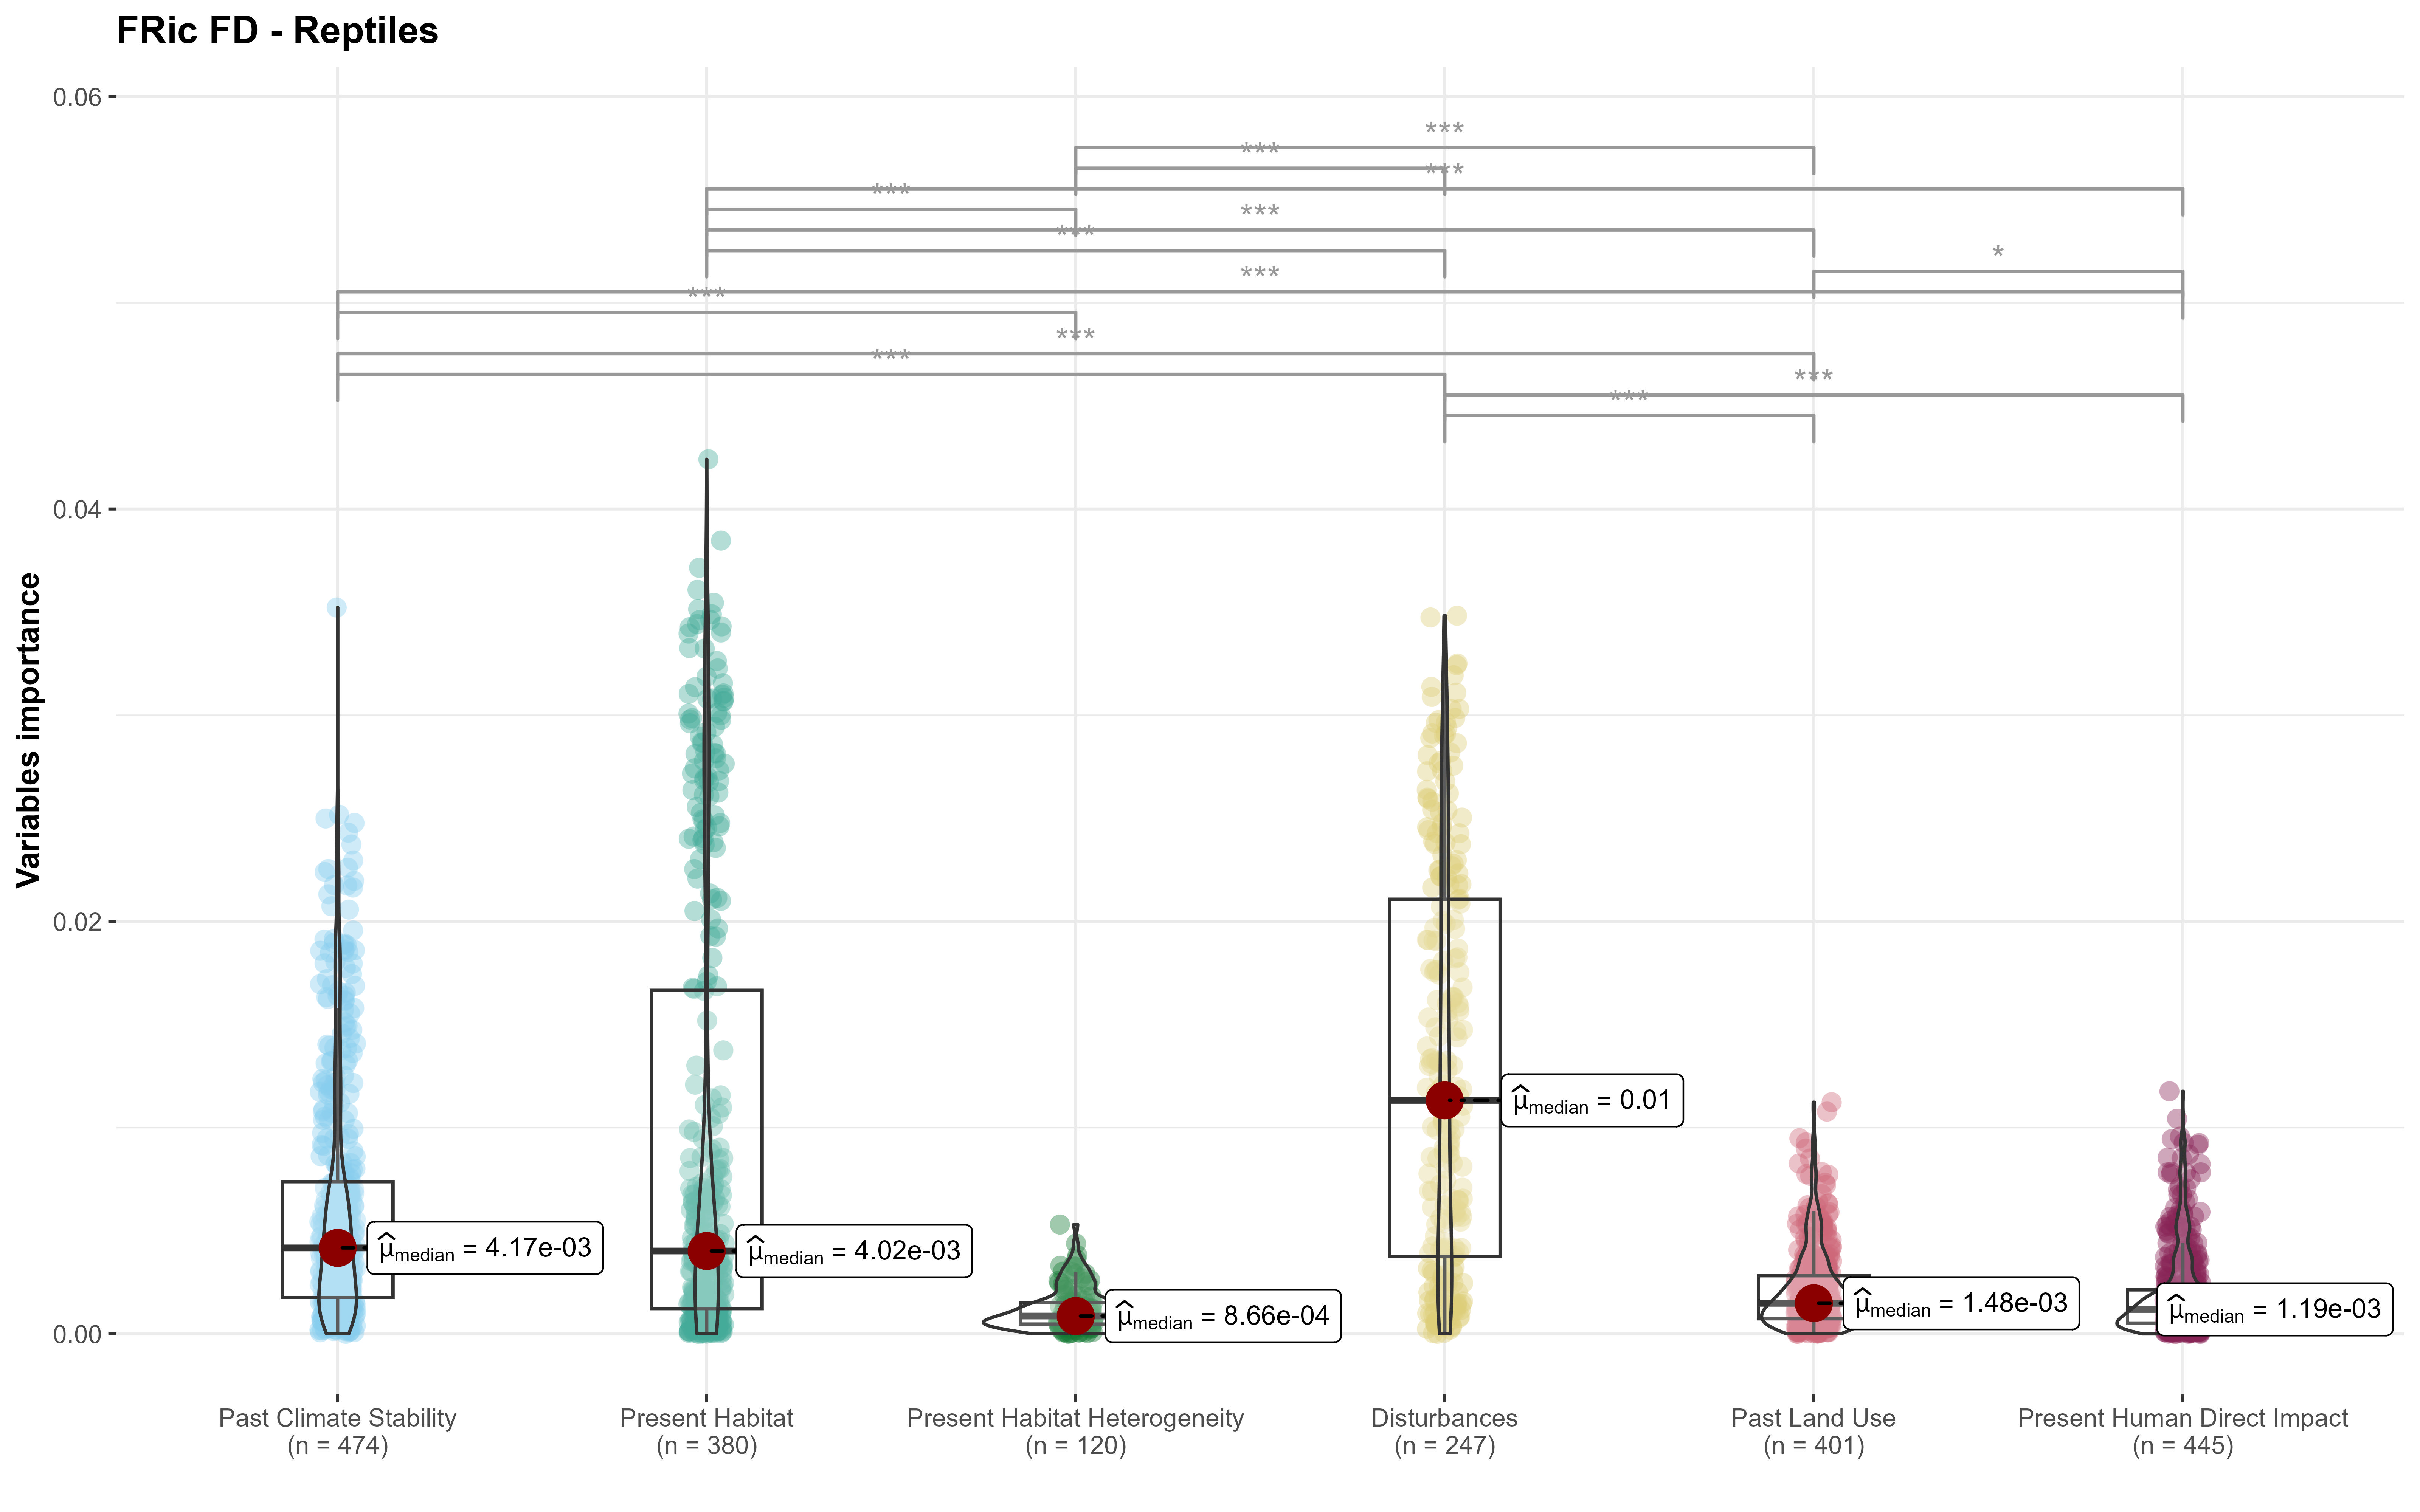 FRic FD - Reptiles
Variables importance
0.06
0.04
0.02
0.00
***
***
***
***
***
***
*
***
***
***
***
***
***
μ̂median = 0.01
μ̂median = 4.17e-03
μ̂median = 4.02e-03
μ̂median = 8.66e-04
μ̂median = 1.48e-03
μ̂median = 1.19e-03
Past Climate Stability
(n = 474)
Present Habitat
(n = 380)
Present Habitat Heterogeneity
(n = 120)
Disturbances
(n = 247)
Past Land Use
(n = 401)
Present Human Direct Impact
(n = 445)